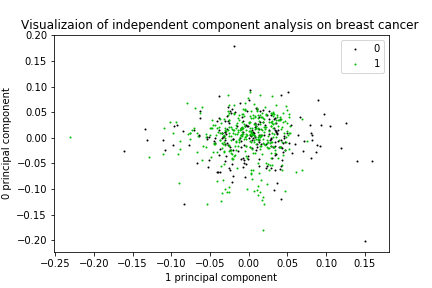 Visualizaion of independent component analysis on breast cancer
0.20
0.15
0.10
0.05
0.00
−0.05
−0.10
−0.15
−0.20
0 principal component
0
1
−0.25 −0.20 −0.15 −0.10 −0.05 0.00 0.05 0.10 0.15
1 principal component